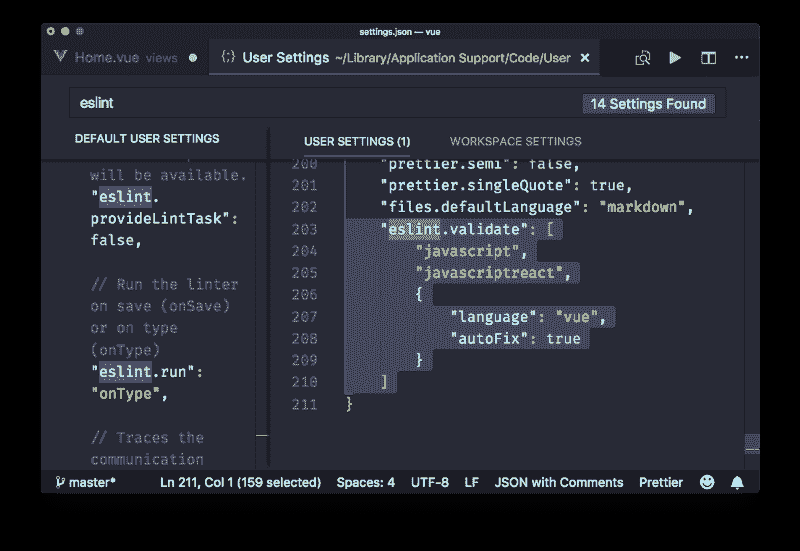 settings.json — vue
Home.vue views
{;} User Settings ~/Library/Application Support/Code/User ×
eslint
14 Settings Found
DEFAULT USER SETTINGS
USER SETTINGS (1)
WORKSPACE SETTINGS
will be available.
"eslint.
provideLintTask":
false,
// Run the linter
on save (onSave)
or on type
(onType)
"eslint.run":
"onType",
// Traces the
communication
200 "prettier.semi": false,
201 "prettier.singleQuote": true,
202 "files.defaultLanguage": "markdown",
203 "eslint.validate": [
204 "javascript",
205 "javascriptreact",
206 {
207 "language": "vue",
208 "autoFix": true
209 }
210 ]
211 }
master* Ln 211, Col 1 (159 selected) Spaces: 4 UTF-8 LF JSON with Comments Prettier